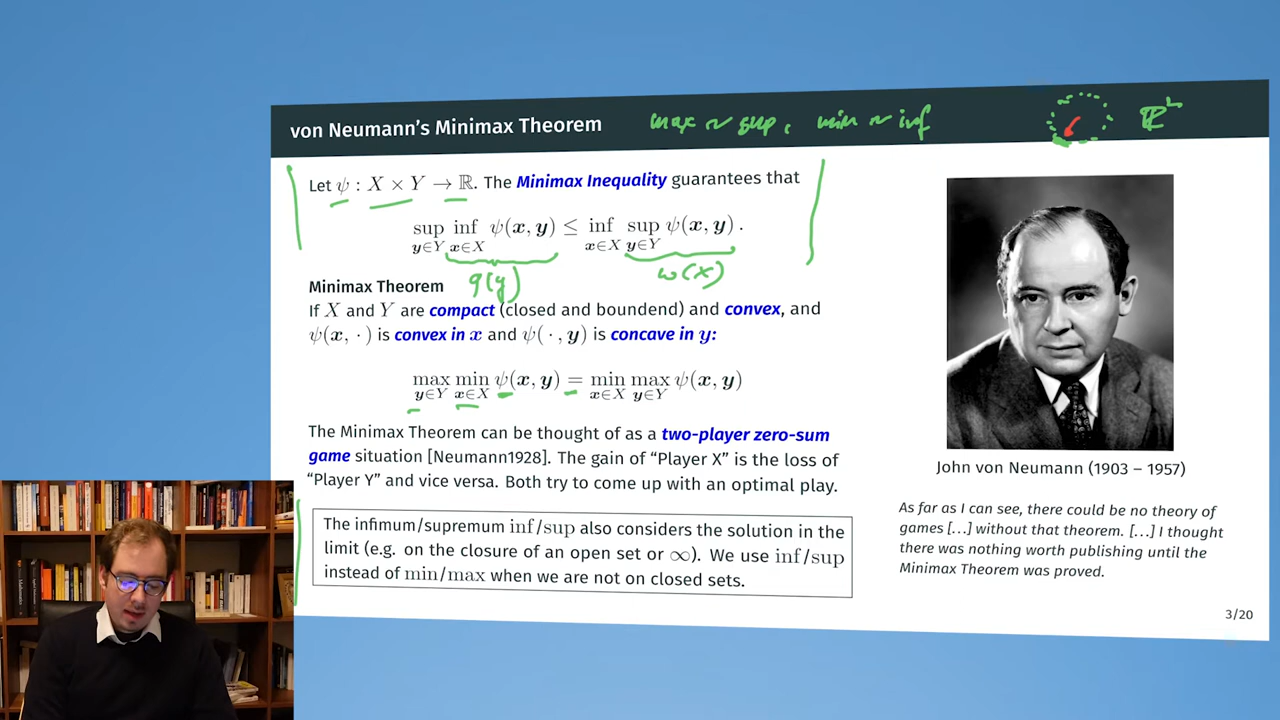 von Neumann's Minimax Theorem
max ~ sup, min ~ inf
ℝ²
Let ψ : X × Y → ℝ. The Minimax Inequality guarantees that
sup inf ψ(x, y) ≤ inf sup ψ(x, y) .
y∈Y x∈X x∈X y∈Y
q(y) w(x)
Minimax Theorem
If X and Y are compact (closed and boundend) and convex, and
ψ(x, ·) is convex in x and ψ(·, y) is concave in y:
max min ψ(x, y) = min max ψ(x, y)
y∈Y x∈X x∈X y∈Y
The Minimax Theorem can be thought of as a two-player zero-sum
game situation [Neumann1928]. The gain of “Player X” is the loss of
“Player Y” and vice versa. Both try to come up with an optimal play.
The infimum/supremum inf/sup also considers the solution in the
limit (e.g. on the closure of an open set or ∞). We use inf/sup
instead of min/max when we are not on closed sets.
John von Neumann (1903 – 1957)
As far as I can see, there could be no theory of
games [...] without that theorem. [...] I thought
there was nothing worth publishing until the
Minimax Theorem was proved.
3/20